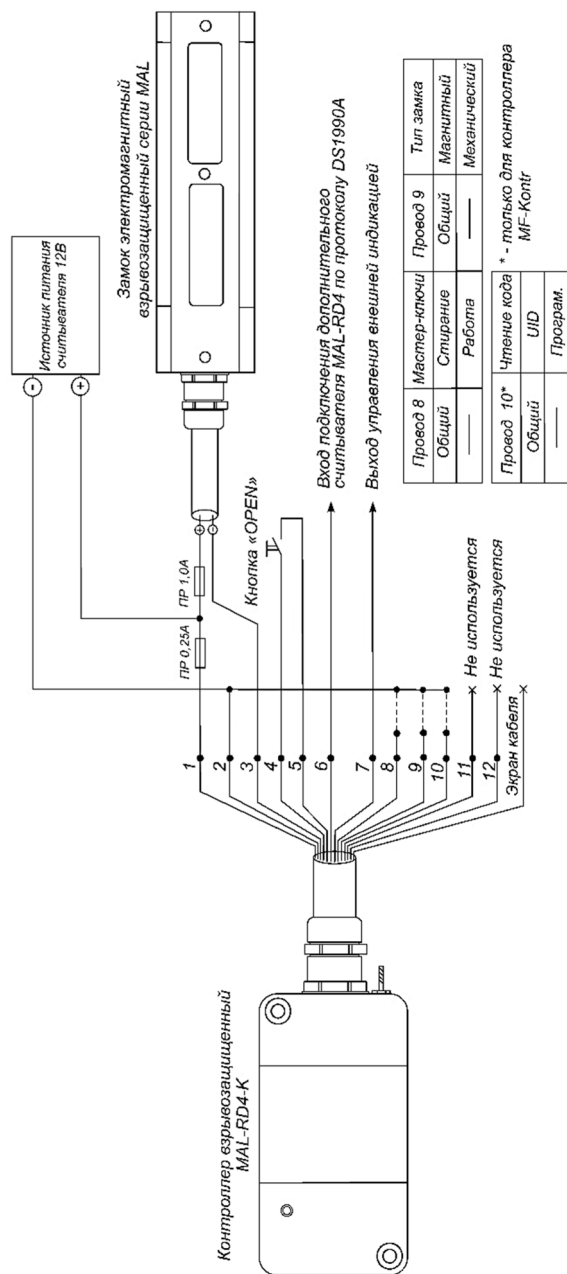 Контроллер взрывозащищенный
MAL-RD4-K
Источник питания
считывателя 12В
-
+
Замок электромагнитный
взрывозащищенный серии MAL
ПР 0,25А
ПР 1,0А
+
-
Кнопка «OPEN»
Вход подключения дополнительного
считывателя MAL-RD4 по протоколу DS1990A
Выход управления внешней индикацией
1
2
3
4
5
6
7
8
9
10
11
12
Не используется
Не используется
Экран кабеля
Провод 8 Мастер-ключи Провод 9 Тип замка
Общий Стирание Общий Магнитный
— Работа — Механический
Провод 10* Чтение кода
Общий UID
— Програм.
* - только для контроллера
MF-Kontr